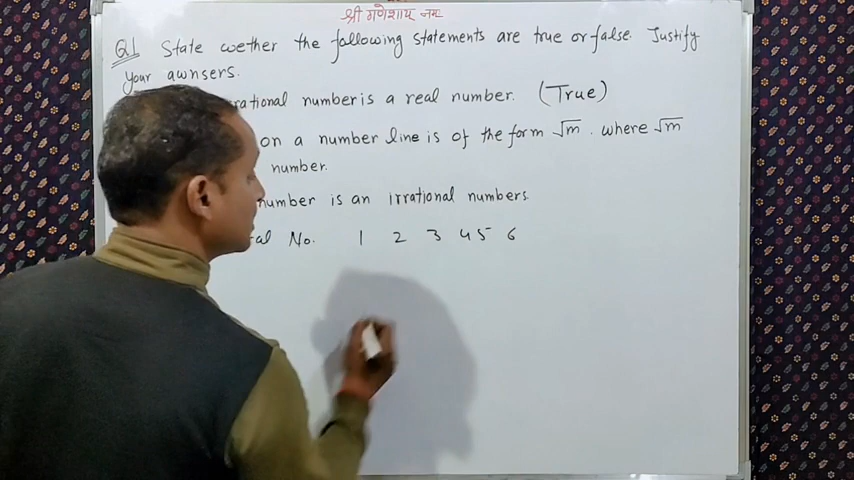 श्री गणेशाय नमः
Q1 State wether the following statements are true or false. Justify
your awnsers.
rational number is a real number. (True)
on a number line is of the form √m . where √m
number.
number is an irrational numbers.
al No. 1 2 3 4 5 6